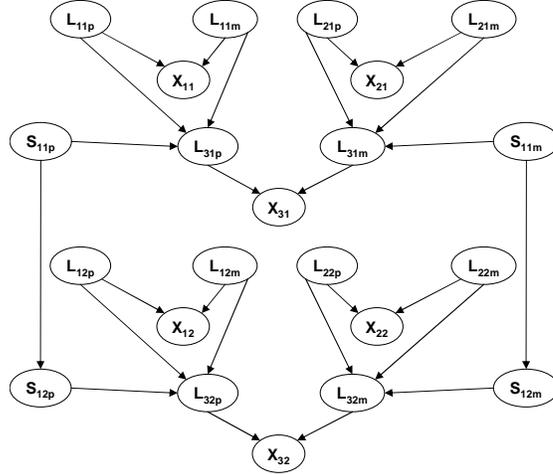 L11p L11m L21p L21m
X11 X21
S11p L31p L31m S11m
X31
L12p L12m L22p L22m
X12 X22
S12p L32p L32m S12m
X32